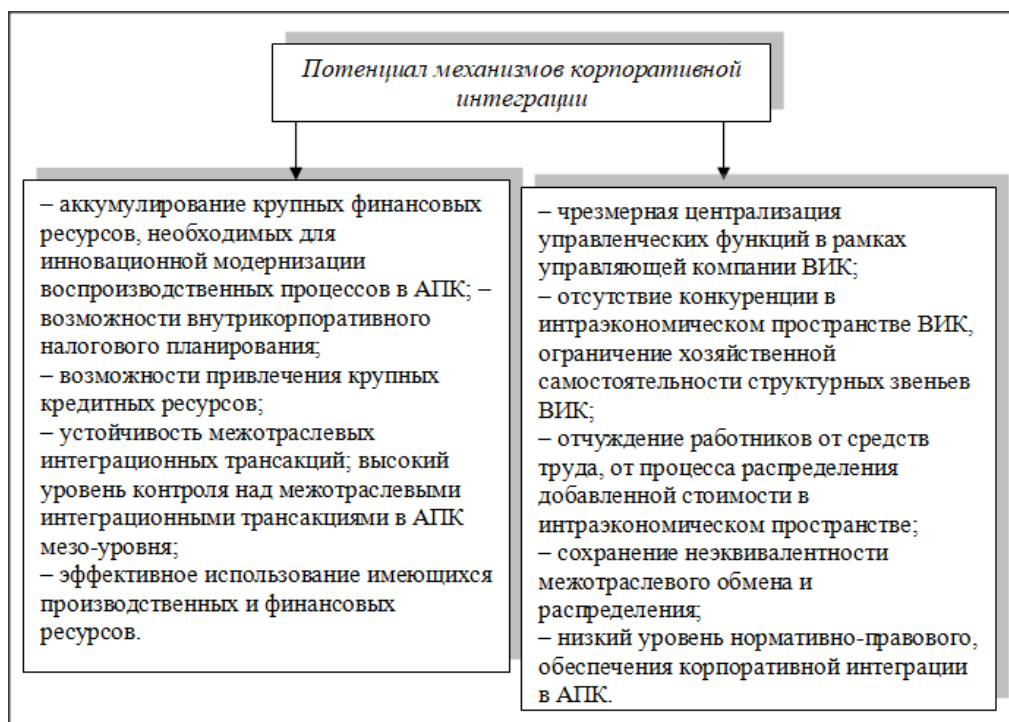 Потенциал механизмов корпоративной
интеграции
– аккумулирование крупных финансовых
ресурсов, необходимых для
инновационной модернизации
воспроизводственных процессов в АПК; –
возможности внутрикорпоративного
налогового планирования;
– возможности привлечения крупных
кредитных ресурсов;
– устойчивость межотраслевых
интеграционных трансакций; высокий
уровень контроля над межотраслевыми
интеграционными трансакциями в АПК
мезо-уровня;
– эффективное использование имеющихся
производственных и финансовых
ресурсов.
– чрезмерная централизация
управленческих функций в рамках
управляющей компании ВИК;
– отсутствие конкуренции в
интраэкономическом пространстве ВИК,
ограничение хозяйственной
самостоятельности структурных звеньев
ВИК;
– отчуждение работников от средств
труда, от процесса распределения
добавленной стоимости в
интраэкономическом пространстве;
– сохранение неэквивалентности
межотраслевого обмена и
распределения;
– низкий уровень нормативно-правового,
обеспечения корпоративной интеграции
в АПК.